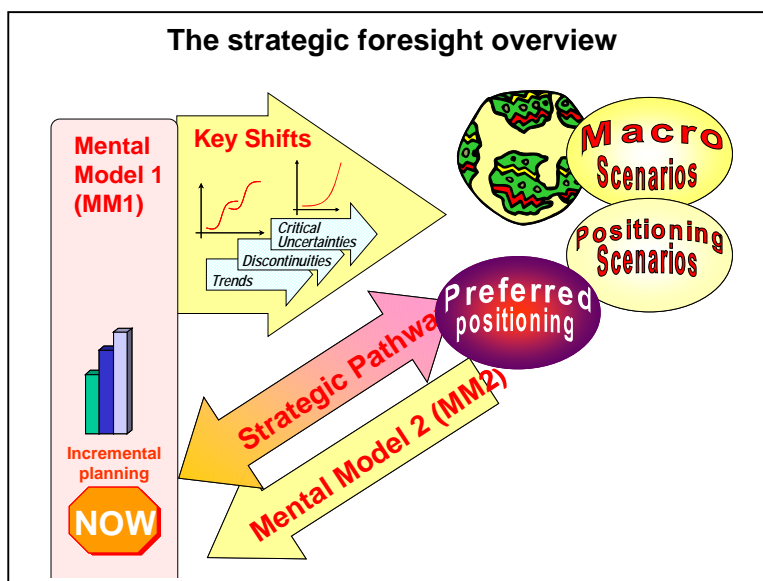 The strategic foresight overview
Mental
Model 1
(MM1)
Key Shifts
Critical
Uncertainties
Discontinuities
Trends
Macro
Scenarios
Positioning
Scenarios
Preferred
positioning
Strategic Pathwa
Mental Model 2 (MM2)
Incremental
planning
NOW